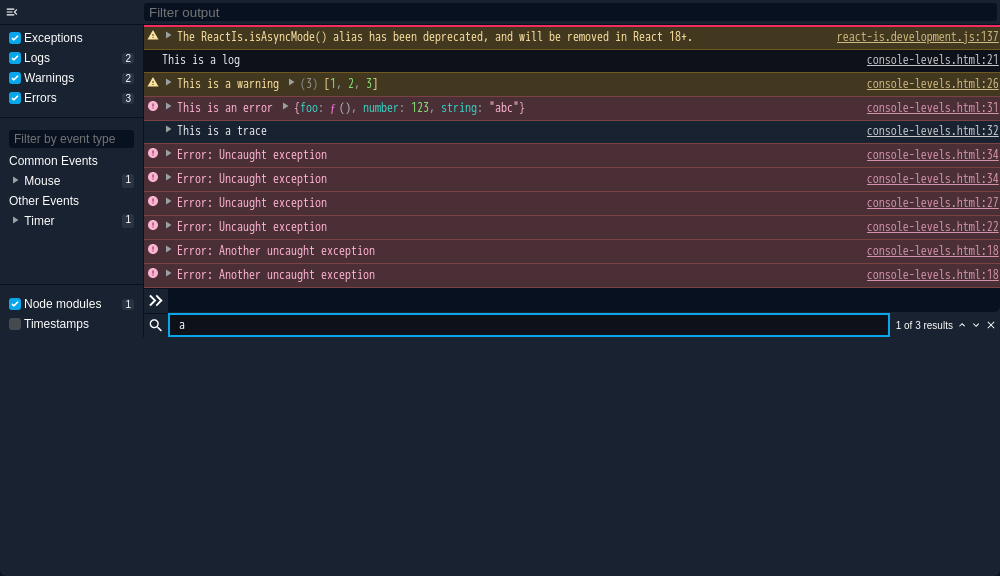 Filter output
Exceptions
Logs 2
Warnings 2
Errors 3
Filter by event type
Common Events
Mouse 1
Other Events
Timer 1
Node modules 1
Timestamps
The ReactIs.isAsyncMode() alias has been deprecated, and will be removed in React 18+. react-is.development.js:137
This is a log console-levels.html:21
This is a warning (3) [1, 2, 3] console-levels.html:26
This is an error {foo: ƒ (), number: 123, string: "abc"} console-levels.html:31
This is a trace console-levels.html:32
Error: Uncaught exception console-levels.html:34
Error: Uncaught exception console-levels.html:34
Error: Uncaught exception console-levels.html:27
Error: Uncaught exception console-levels.html:22
Error: Another uncaught exception console-levels.html:18
Error: Another uncaught exception console-levels.html:18
a 1 of 3 results